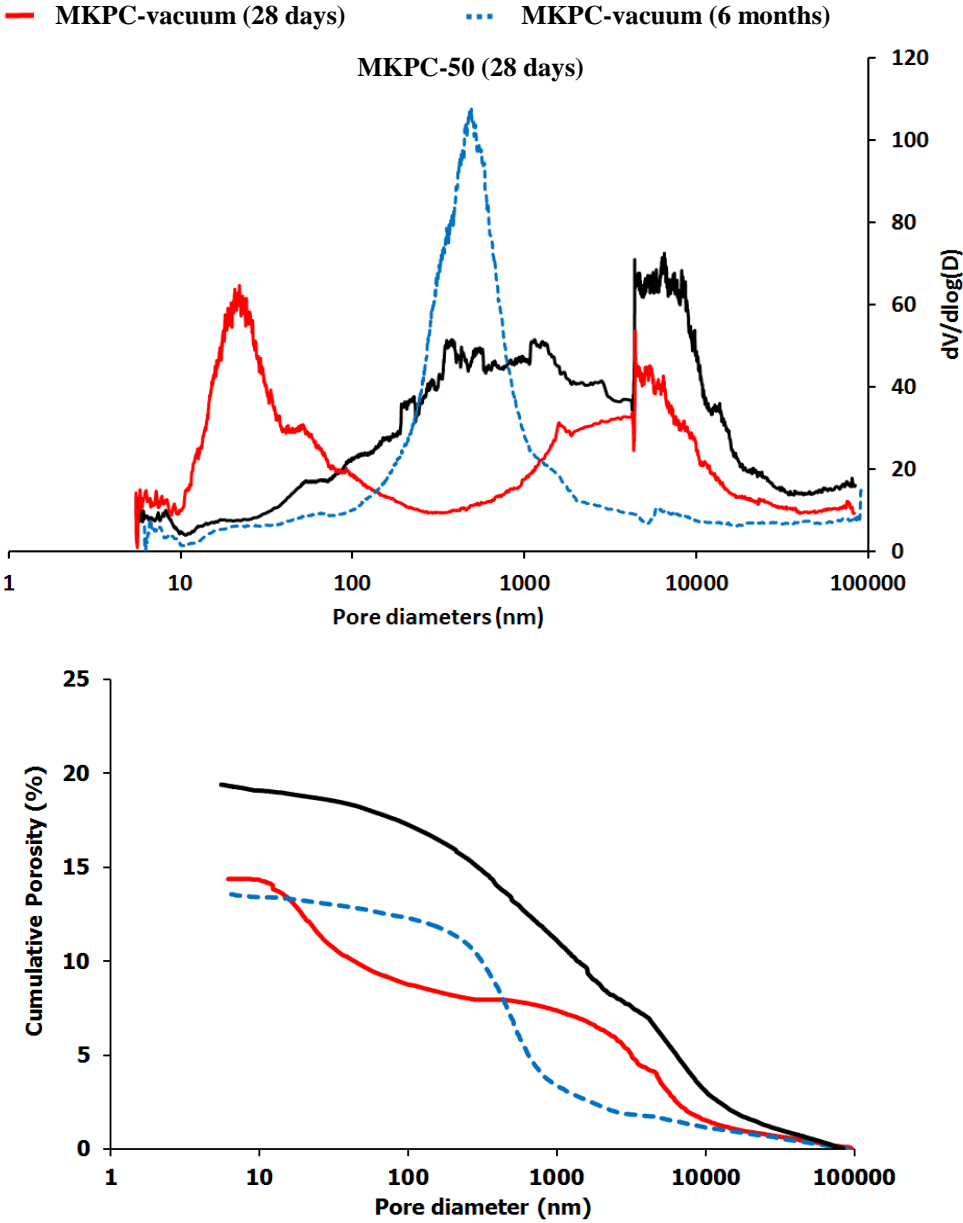 MKPC-vacuum (28 days) MKPC-vacuum (6 months)
MKPC-50 (28 days)
120
100
80
60
40
20
0
dV/dlog(D)
1 10 100 1000 10000 100000
Pore diameters (nm)
25
20
15
10
5
0
Cumulative Porosity (%)
1 10 100 1000 10000 100000
Pore diameter (nm)